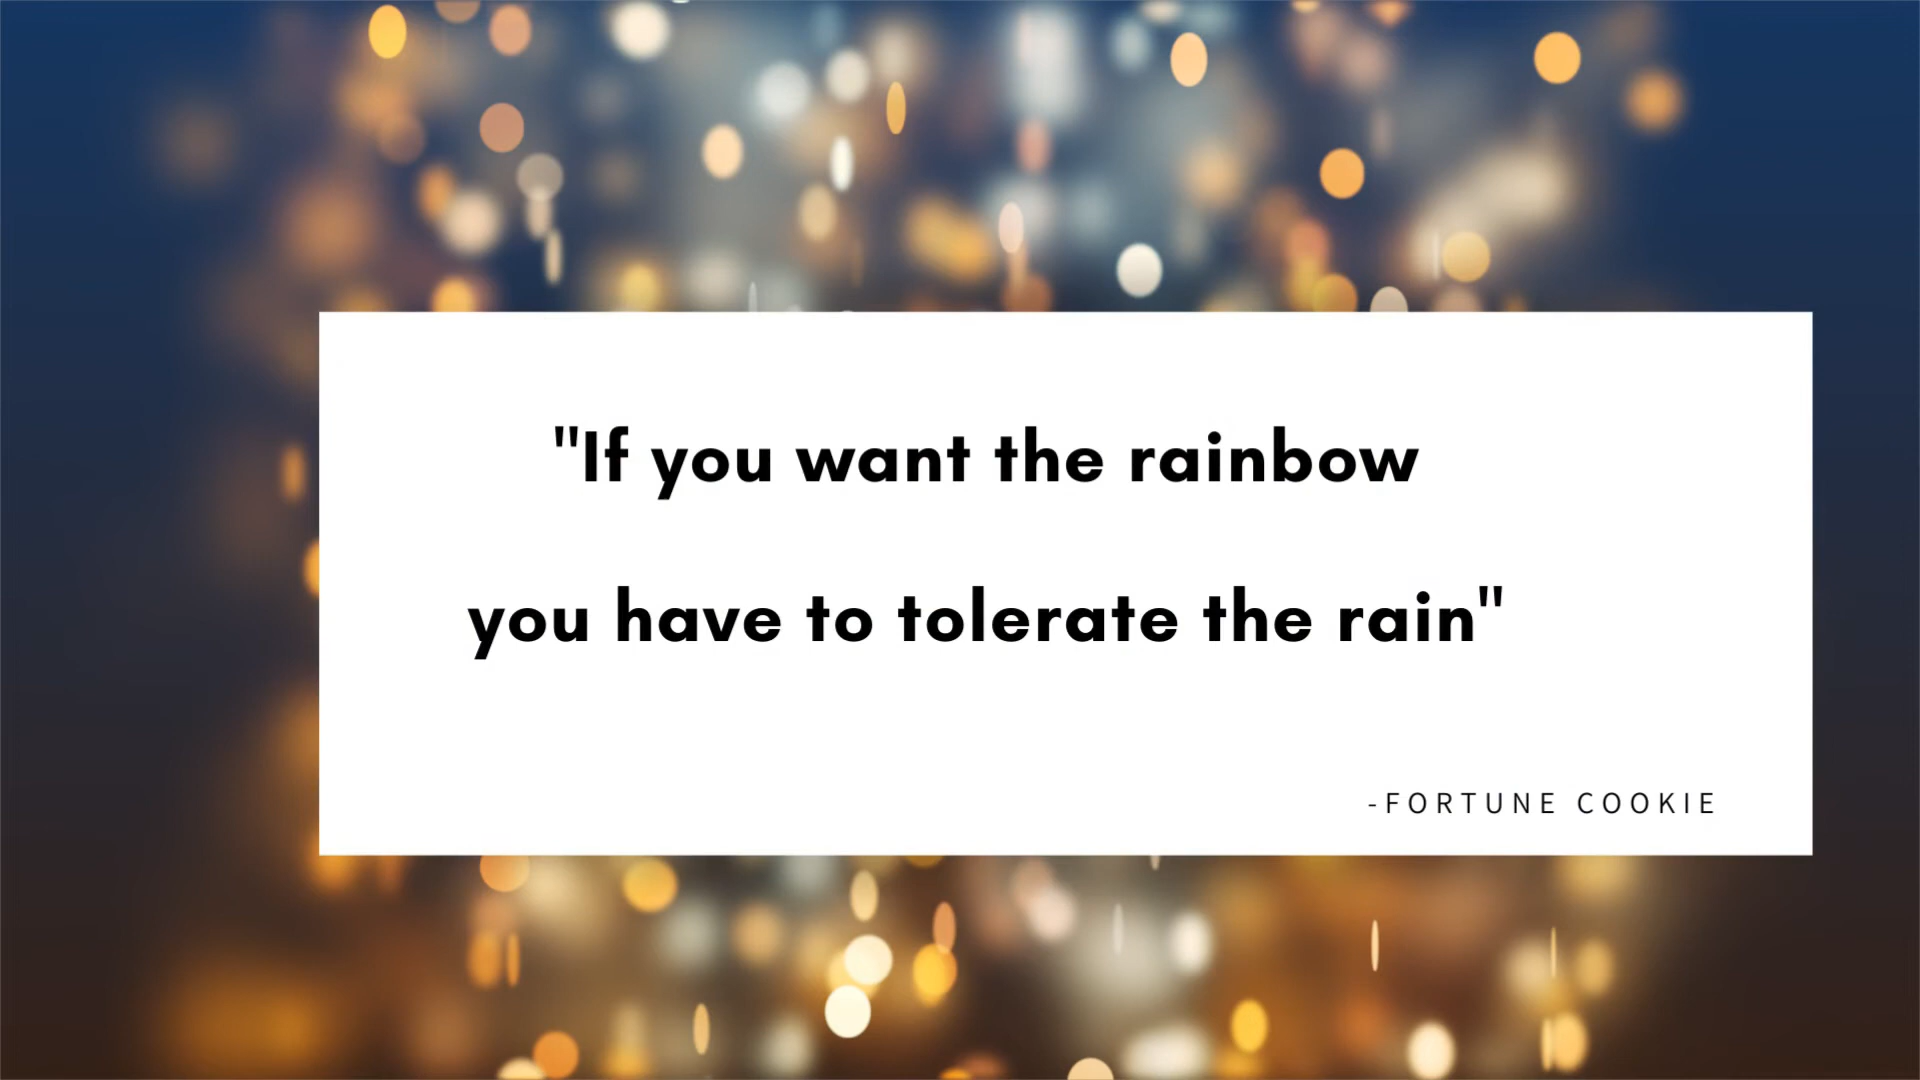 "If you want the rainbow
you have to tolerate the rain"
-FORTUNE COOKIE